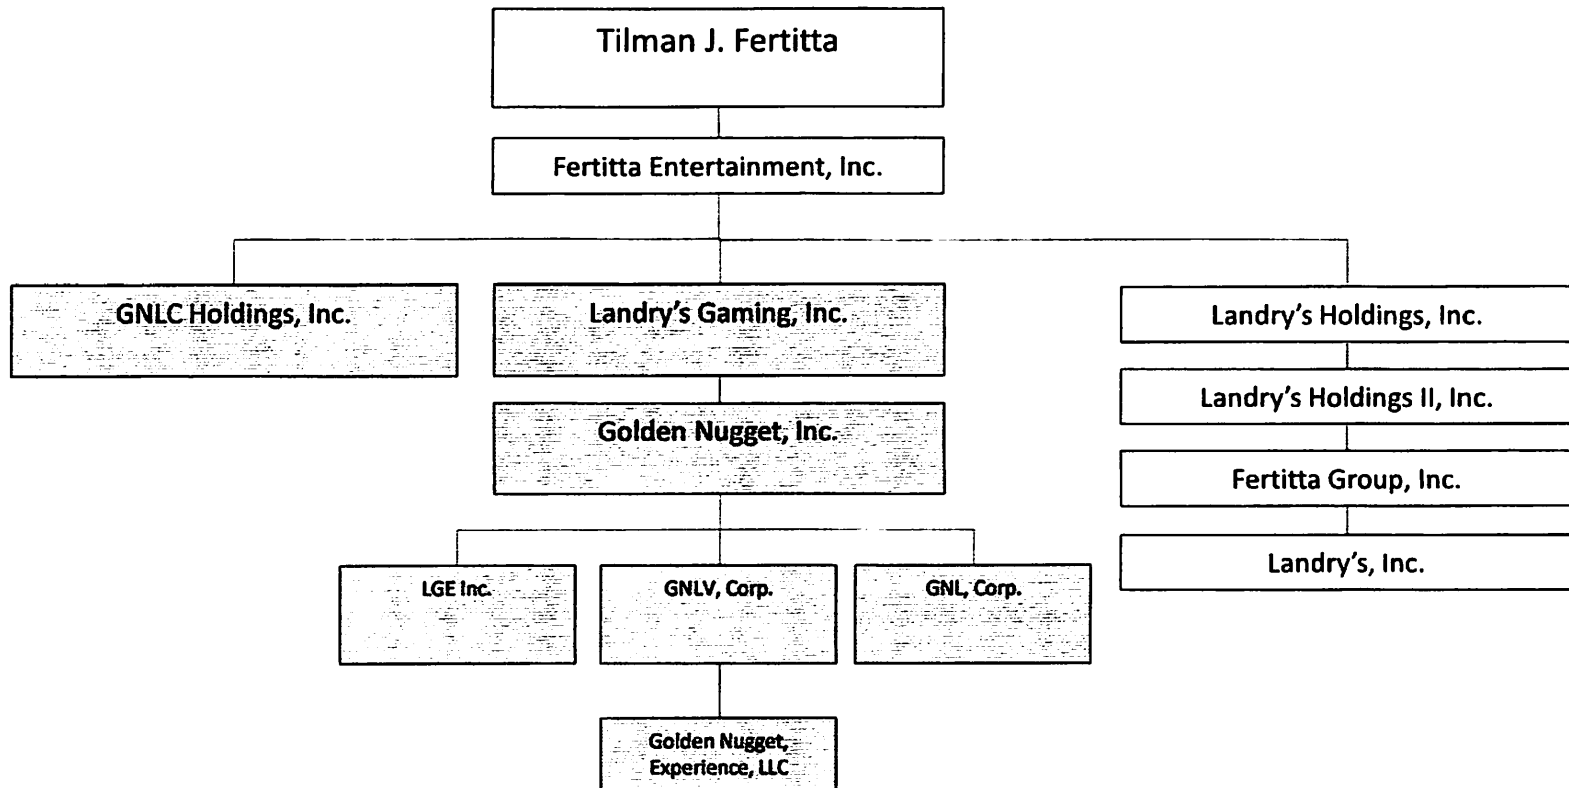 Tilman J. Fertitta
Fertitta Entertainment, Inc.
GNLC Holdings, Inc.
Landry's Gaming, Inc.
Landry's Holdings, Inc.
Landry's Holdings II, Inc.
Golden Nugget, Inc.
Fertitta Group, Inc.
Landry's, Inc.
LGE Inc.
GNLV, Corp.
GNL, Corp.
Golden Nugget,
Experience, LLC